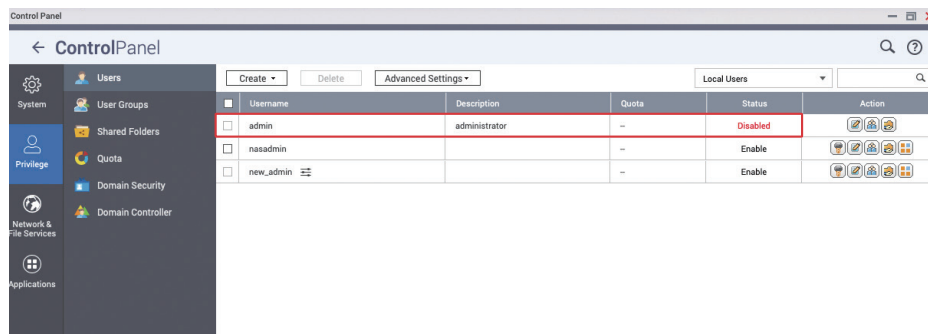 Control Panel
ControlPanel
System
Privilege
Network &
File Services
Applications
Users
User Groups
Shared Folders
Quota
Domain Security
Domain Controller
Create Delete Advanced Settings Local Users
Username Description Quota Status Action
admin administrator – Disabled
nasadmin – Enable
new_admin – Enable